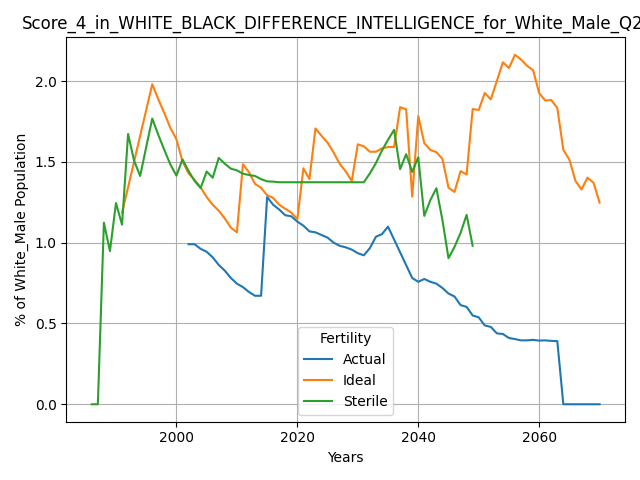 Score_4_in_WHITE_BLACK_DIFFERENCE_INTELLIGENCE_for_White_Male_Q2
% of White_Male Population
2.0
1.5
1.0
0.5
0.0
Fertility
Actual
Ideal
Sterile
2000 2020 2040 2060
Years